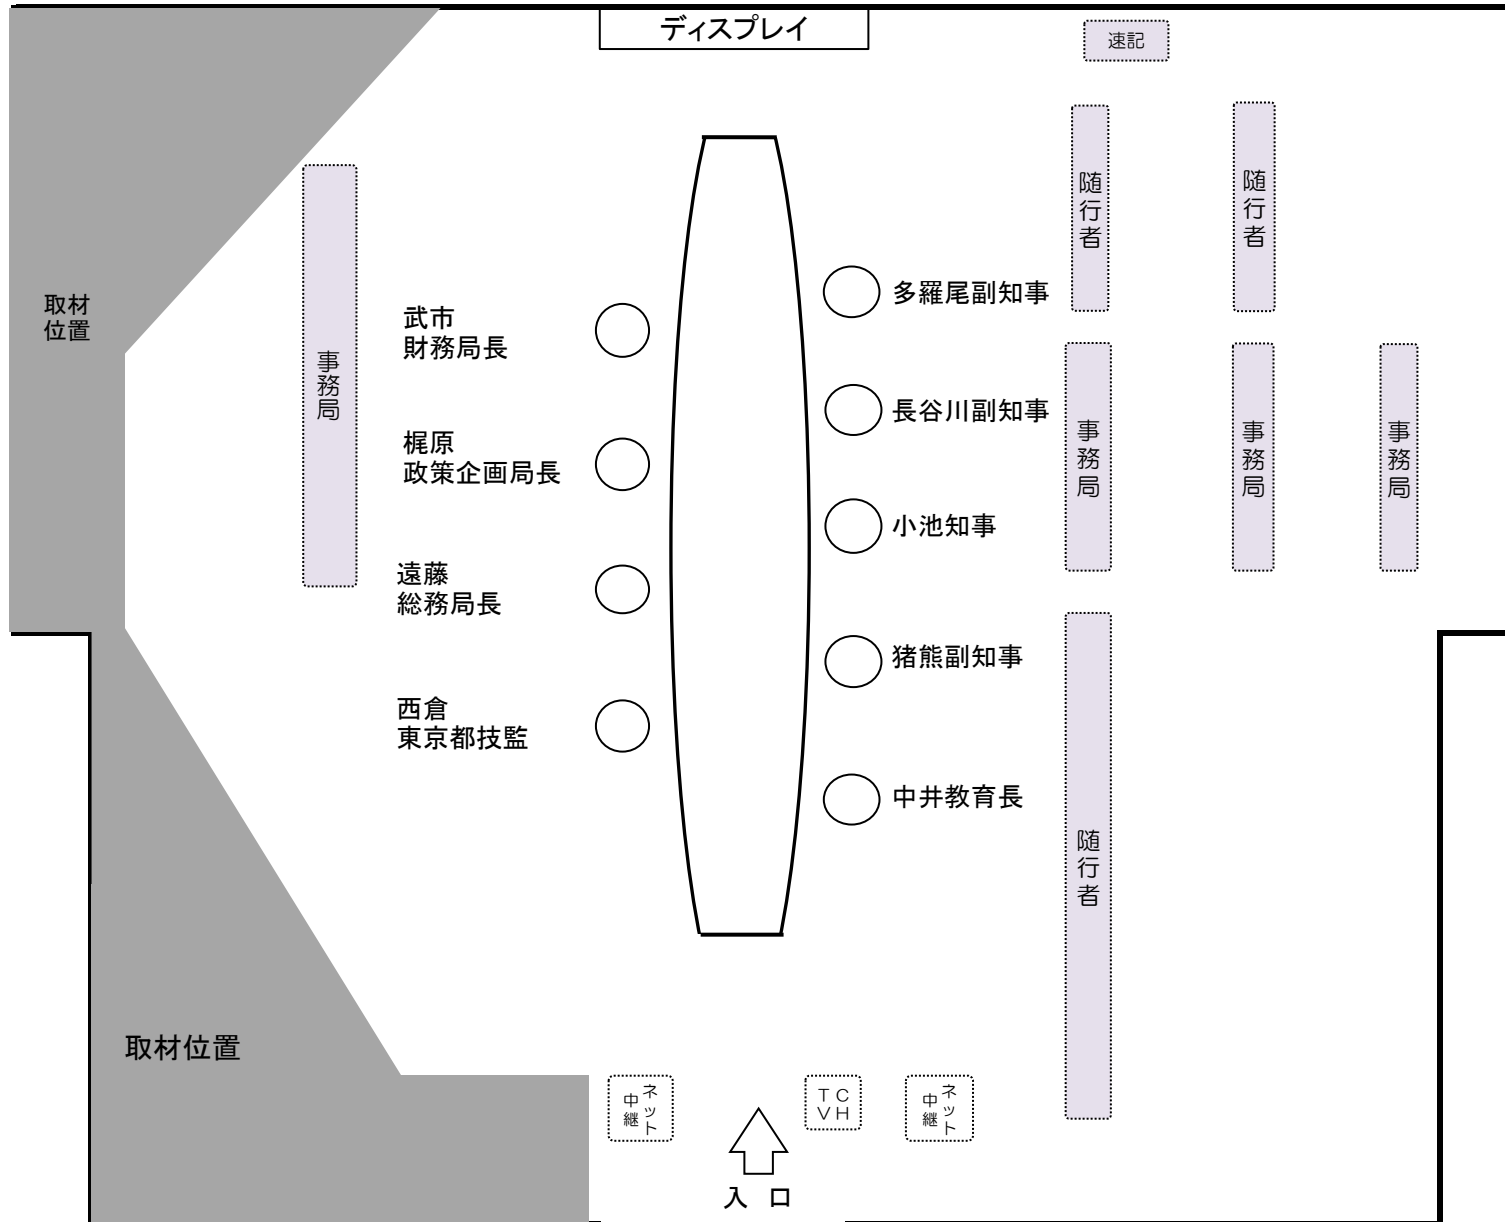 ディスプレイ
速記
随行者
随行者
取材
位置
事務局
武市
財務局長
多羅尾副知事
梶原
政策企画局長
長谷川副知事
事務局
事務局
事務局
小池知事
遠藤
総務局長
猪熊副知事
西倉
東京都技監
中井教育長
随行者
取材位置
ネット
中継
TC
VH
ネット
中継
入 口